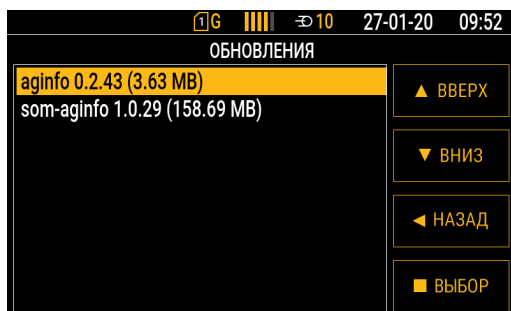 1 G 10 27-01-20 09:52
ОБНОВЛЕНИЯ
aginfo 0.2.43 (3.63 MB)
som-aginfo 1.0.29 (158.69 MB)
▲ ВВЕРХ
▼ ВНИЗ
◀ НАЗАД
■ ВЫБОР